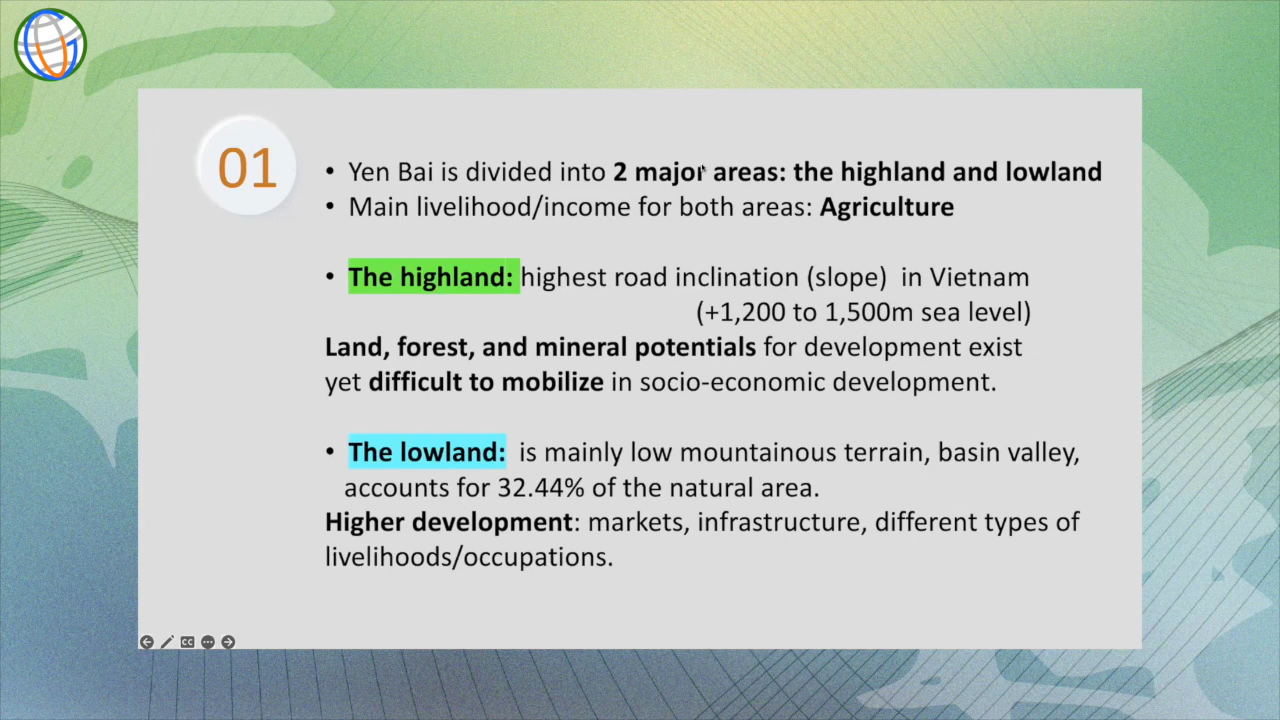 01
• Yen Bai is divided into 2 major areas: the highland and lowland
• Main livelihood/income for both areas: Agriculture
• The highland: highest road inclination (slope) in Vietnam
(+1,200 to 1,500m sea level)
Land, forest, and mineral potentials for development exist
yet difficult to mobilize in socio-economic development.
• The lowland: is mainly low mountainous terrain, basin valley,
accounts for 32.44% of the natural area.
Higher development: markets, infrastructure, different types of
livelihoods/occupations.
CC